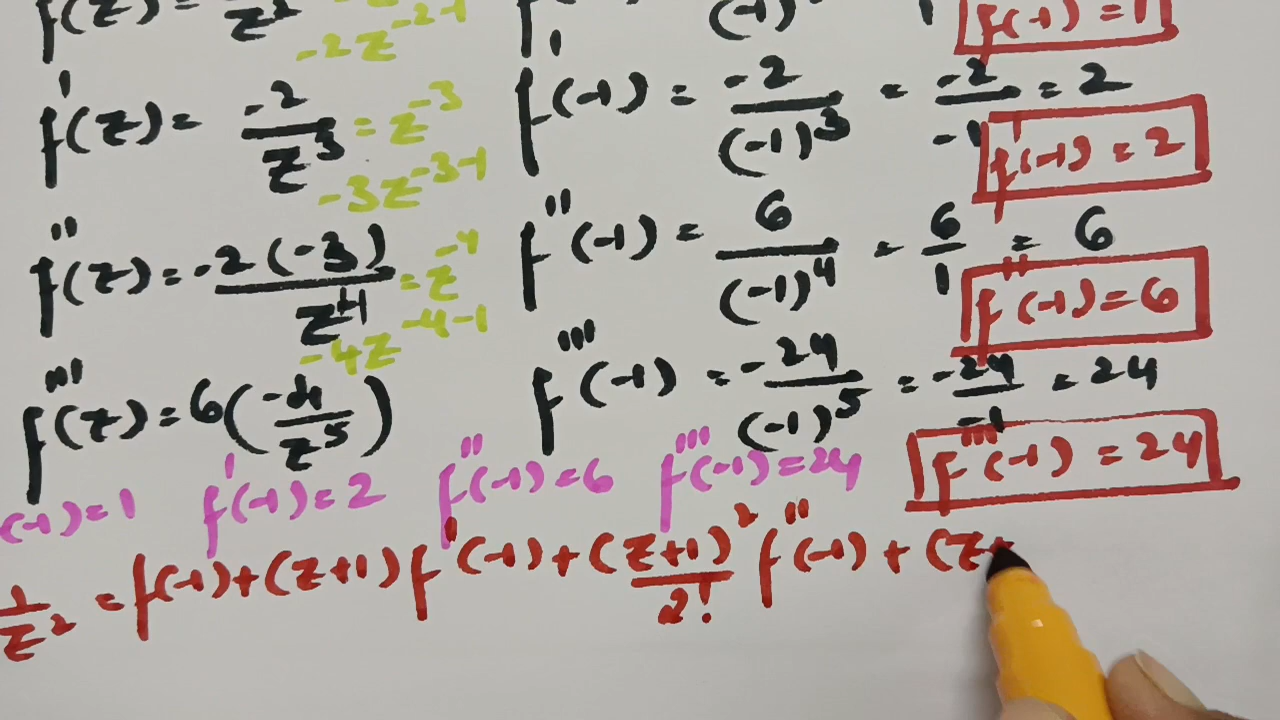 f(z)= z² -2z⁻²⁻¹ (-1) 1 f(-1) = 1
f'(z)= -2/z³ = z⁻³ f'(-1) = -2/(-1)³ = -2/-1 = 2
-3z⁻³⁻¹ f'(-1) = 2
f''(z)= -2(-3)/z⁴ = z⁻⁴ f''(-1) = 6/(-1)⁴ = 6/1 = 6
-4z⁻⁴⁻¹ f''(-1) = 6
f'''(z)= 6(-4/z⁵) f'''(-1) = -24/(-1)⁵ = -24/-1 = 24
(-1)=1 f'(-1)=2 f''(-1)=6 f'''(-1)=24 f'''(-1) = 24
1/z² = f(-1)+(z+1)f'(-1)+(z+1)²/2! f''(-1) + (z+